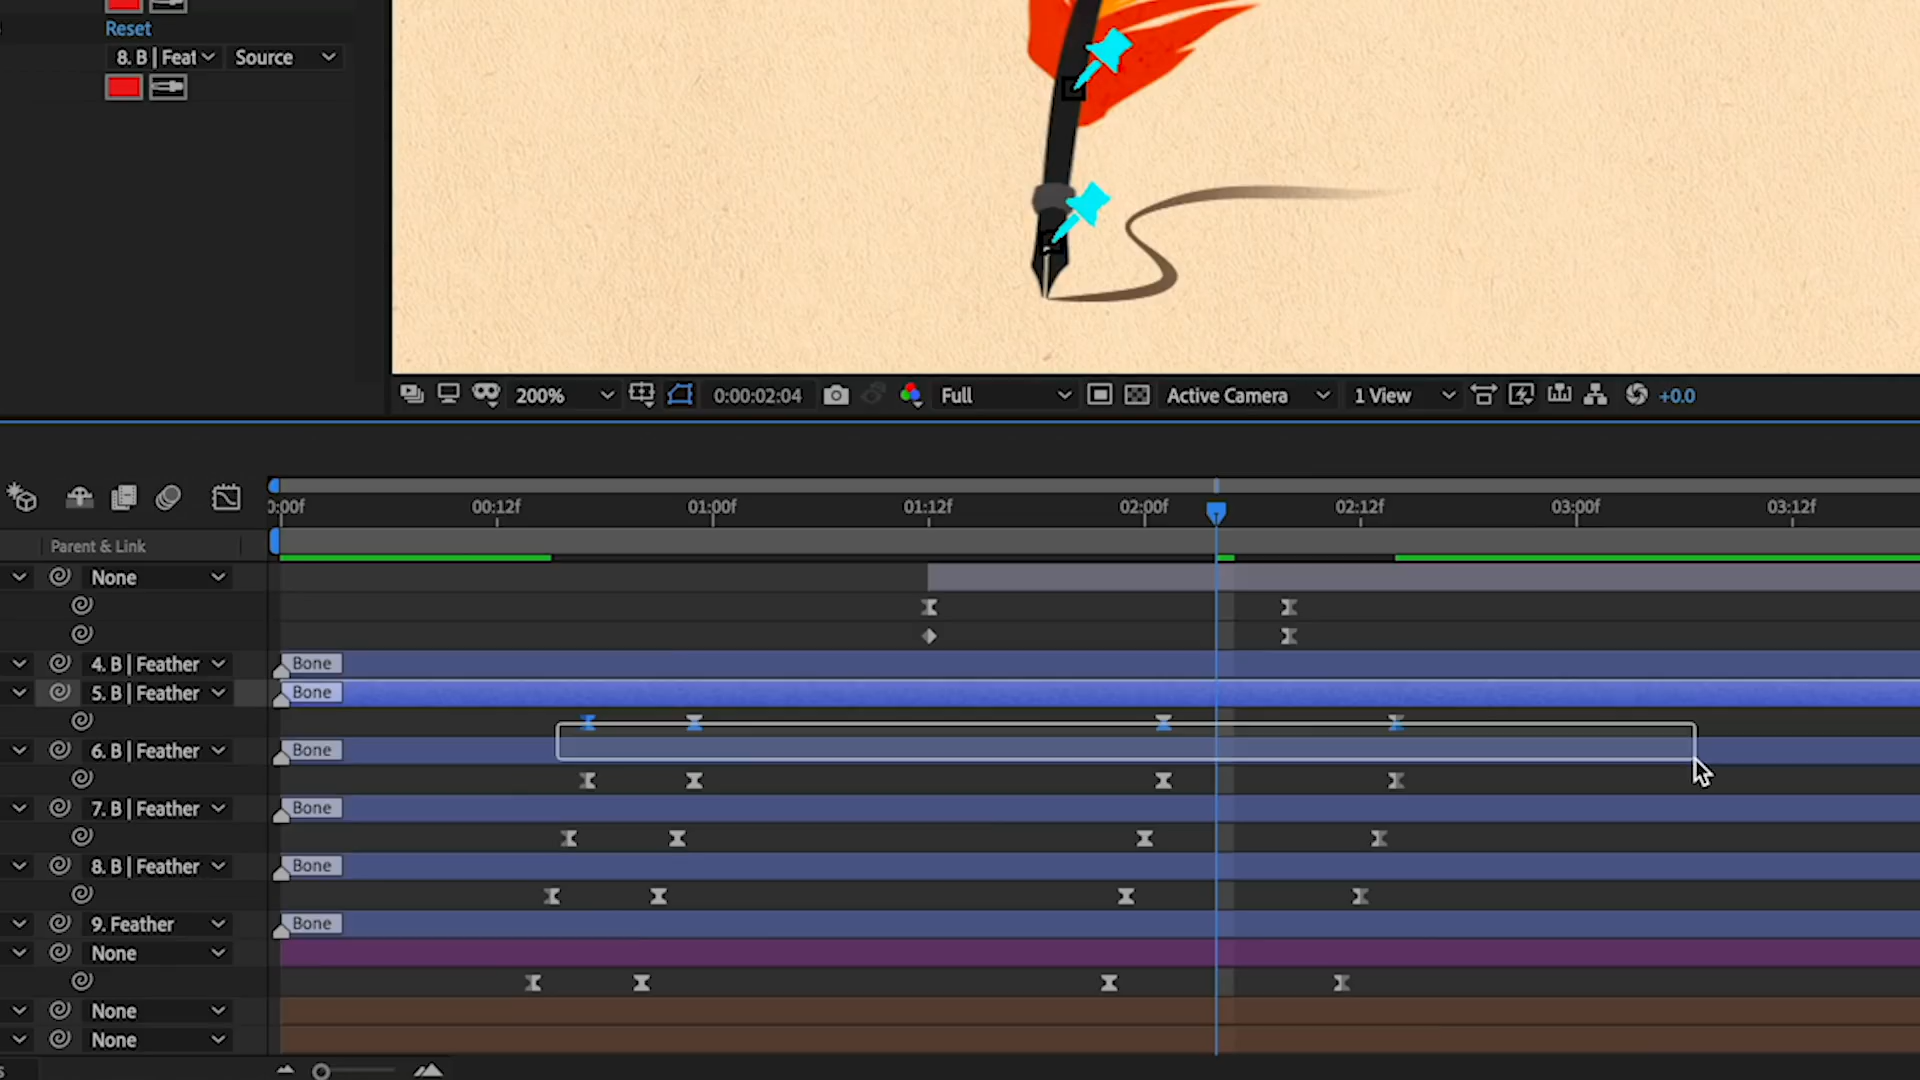 Reset
8. B | Feat Source
200% 0:00:02:04 Full Active Camera 1 View +0.0
0:00f 00:12f 01:00f 01:12f 02:00f 02:12f 03:00f 03:12f
Parent & Link
None
4. B | Feather Bone
5. B | Feather Bone
6. B | Feather Bone
7. B | Feather Bone
8. B | Feather Bone
9. Feather Bone
None
None
None